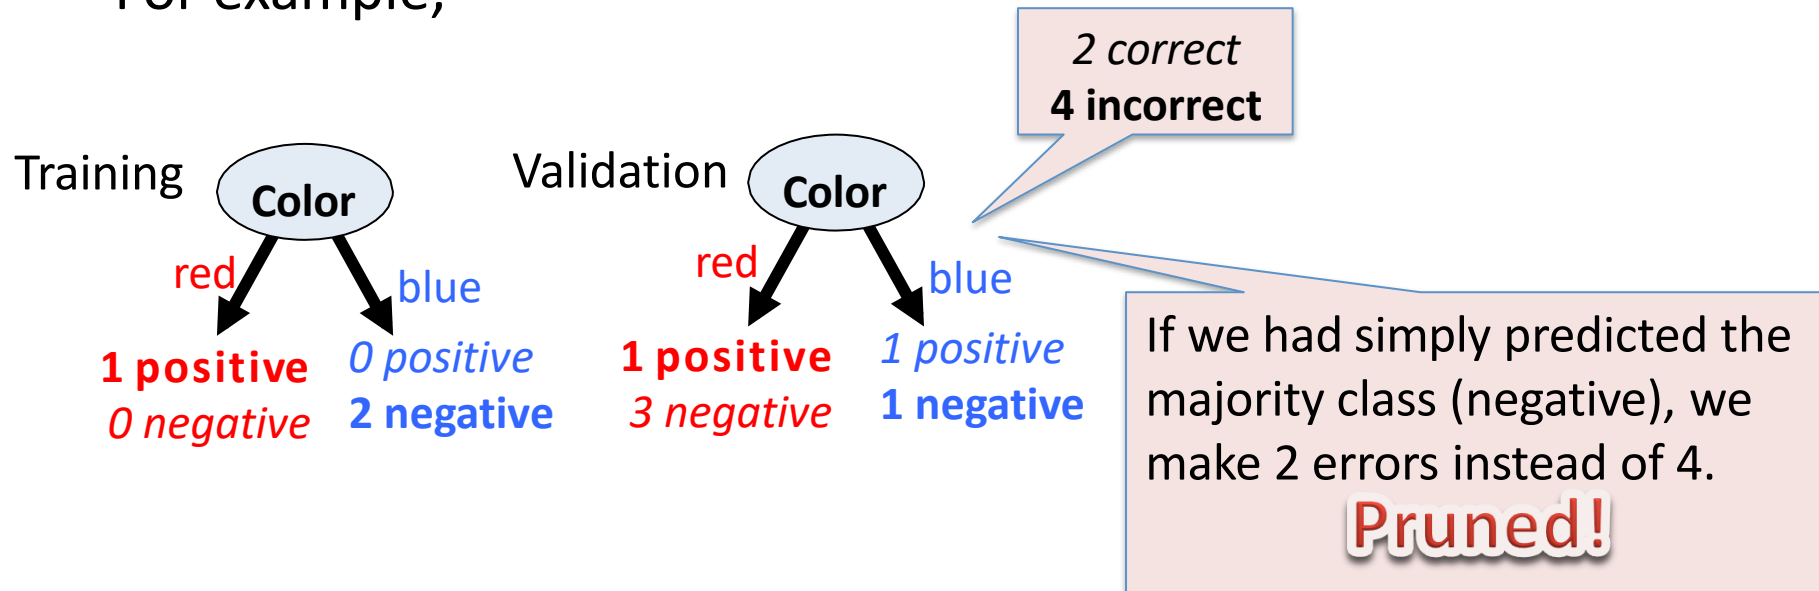 For example,
2 correct
4 incorrect
Training
Color
red
blue
1 positive
0 negative
0 positive
2 negative
Validation
Color
red
blue
1 positive
3 negative
1 positive
1 negative
If we had simply predicted the
majority class (negative), we
make 2 errors instead of 4.
Pruned!